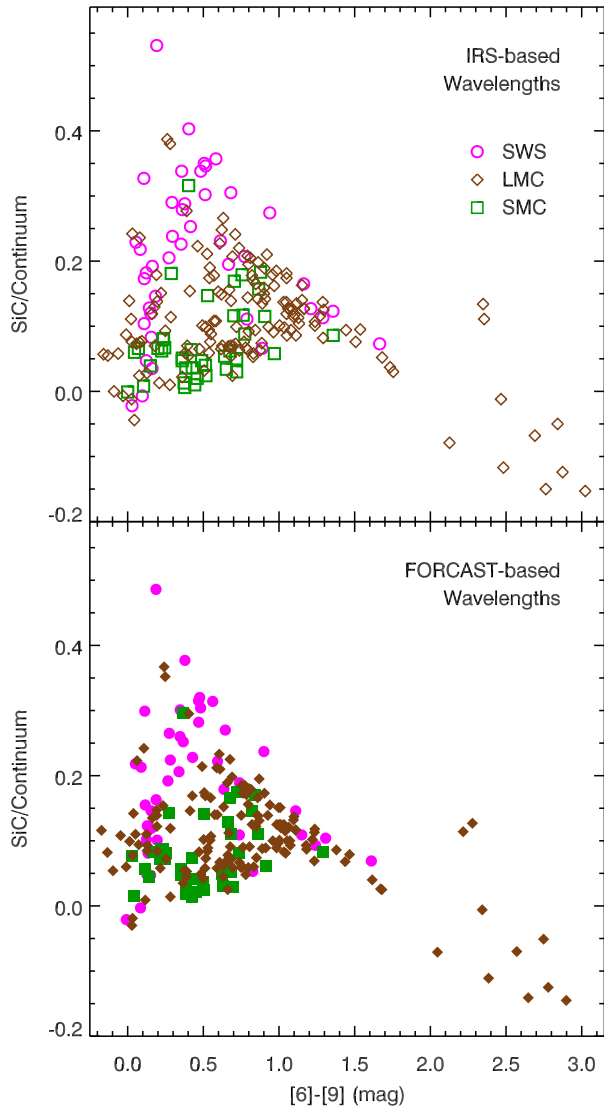 IRS-based
Wavelengths
SWS
LMC
SMC
0.4
0.2
0.0
-0.2
SiC/Continuum
FORCAST-based
Wavelengths
0.4
0.2
0.0
-0.2
SiC/Continuum
0.0 0.5 1.0 1.5 2.0 2.5 3.0
[6]-[9] (mag)